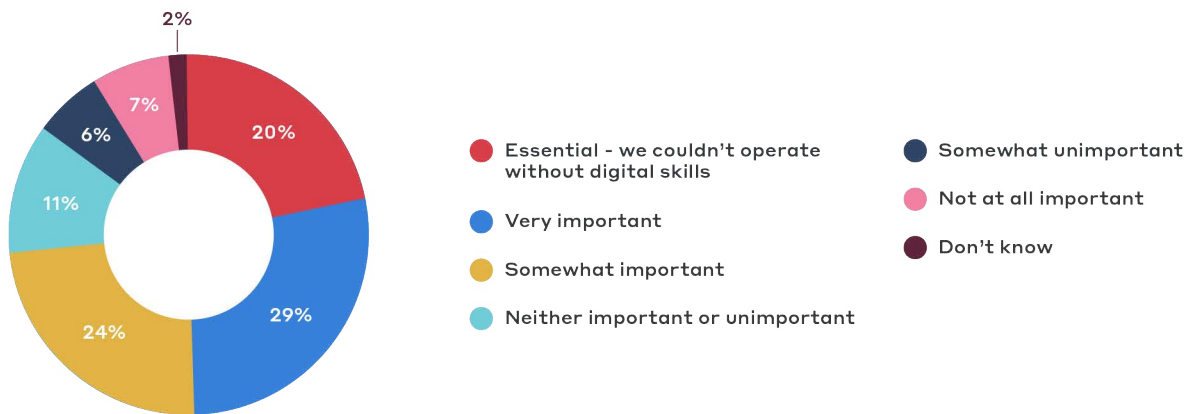 2%
7%
20%
6%
11%
29%
24%
Essential - we couldn't operate
without digital skills
Very important
Somewhat important
Neither important or unimportant
Somewhat unimportant
Not at all important
Don't know